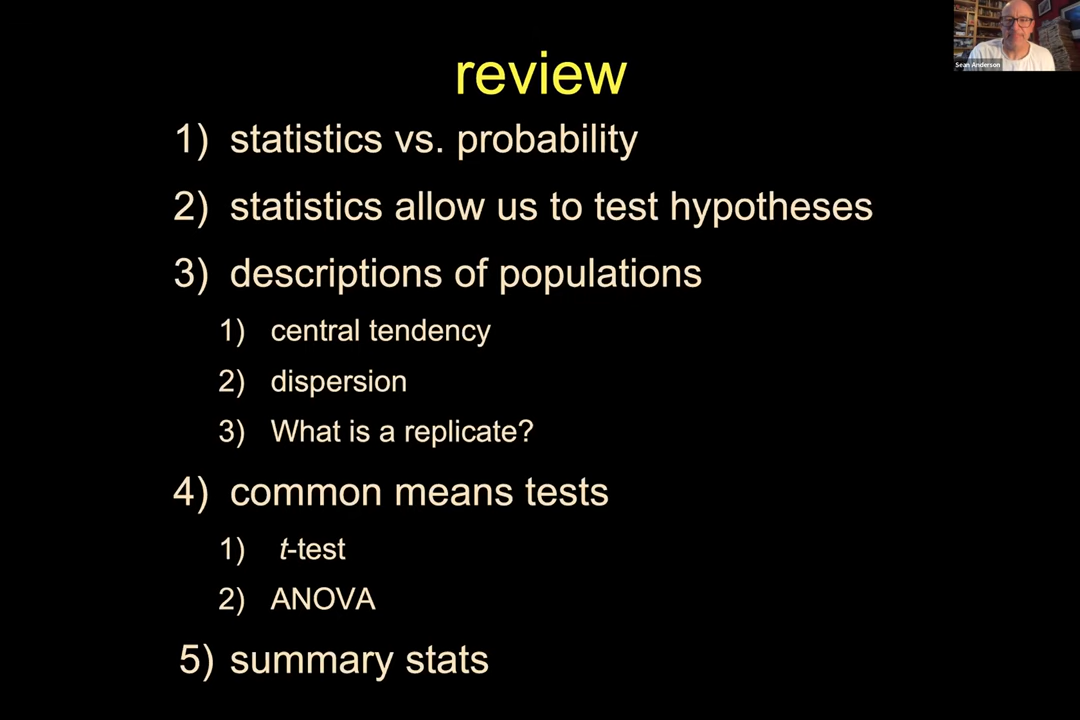 Sean Anderson
review
1) statistics vs. probability
2) statistics allow us to test hypotheses
3) descriptions of populations
1) central tendency
2) dispersion
3) What is a replicate?
4) common means tests
1) t-test
2) ANOVA
5) summary stats